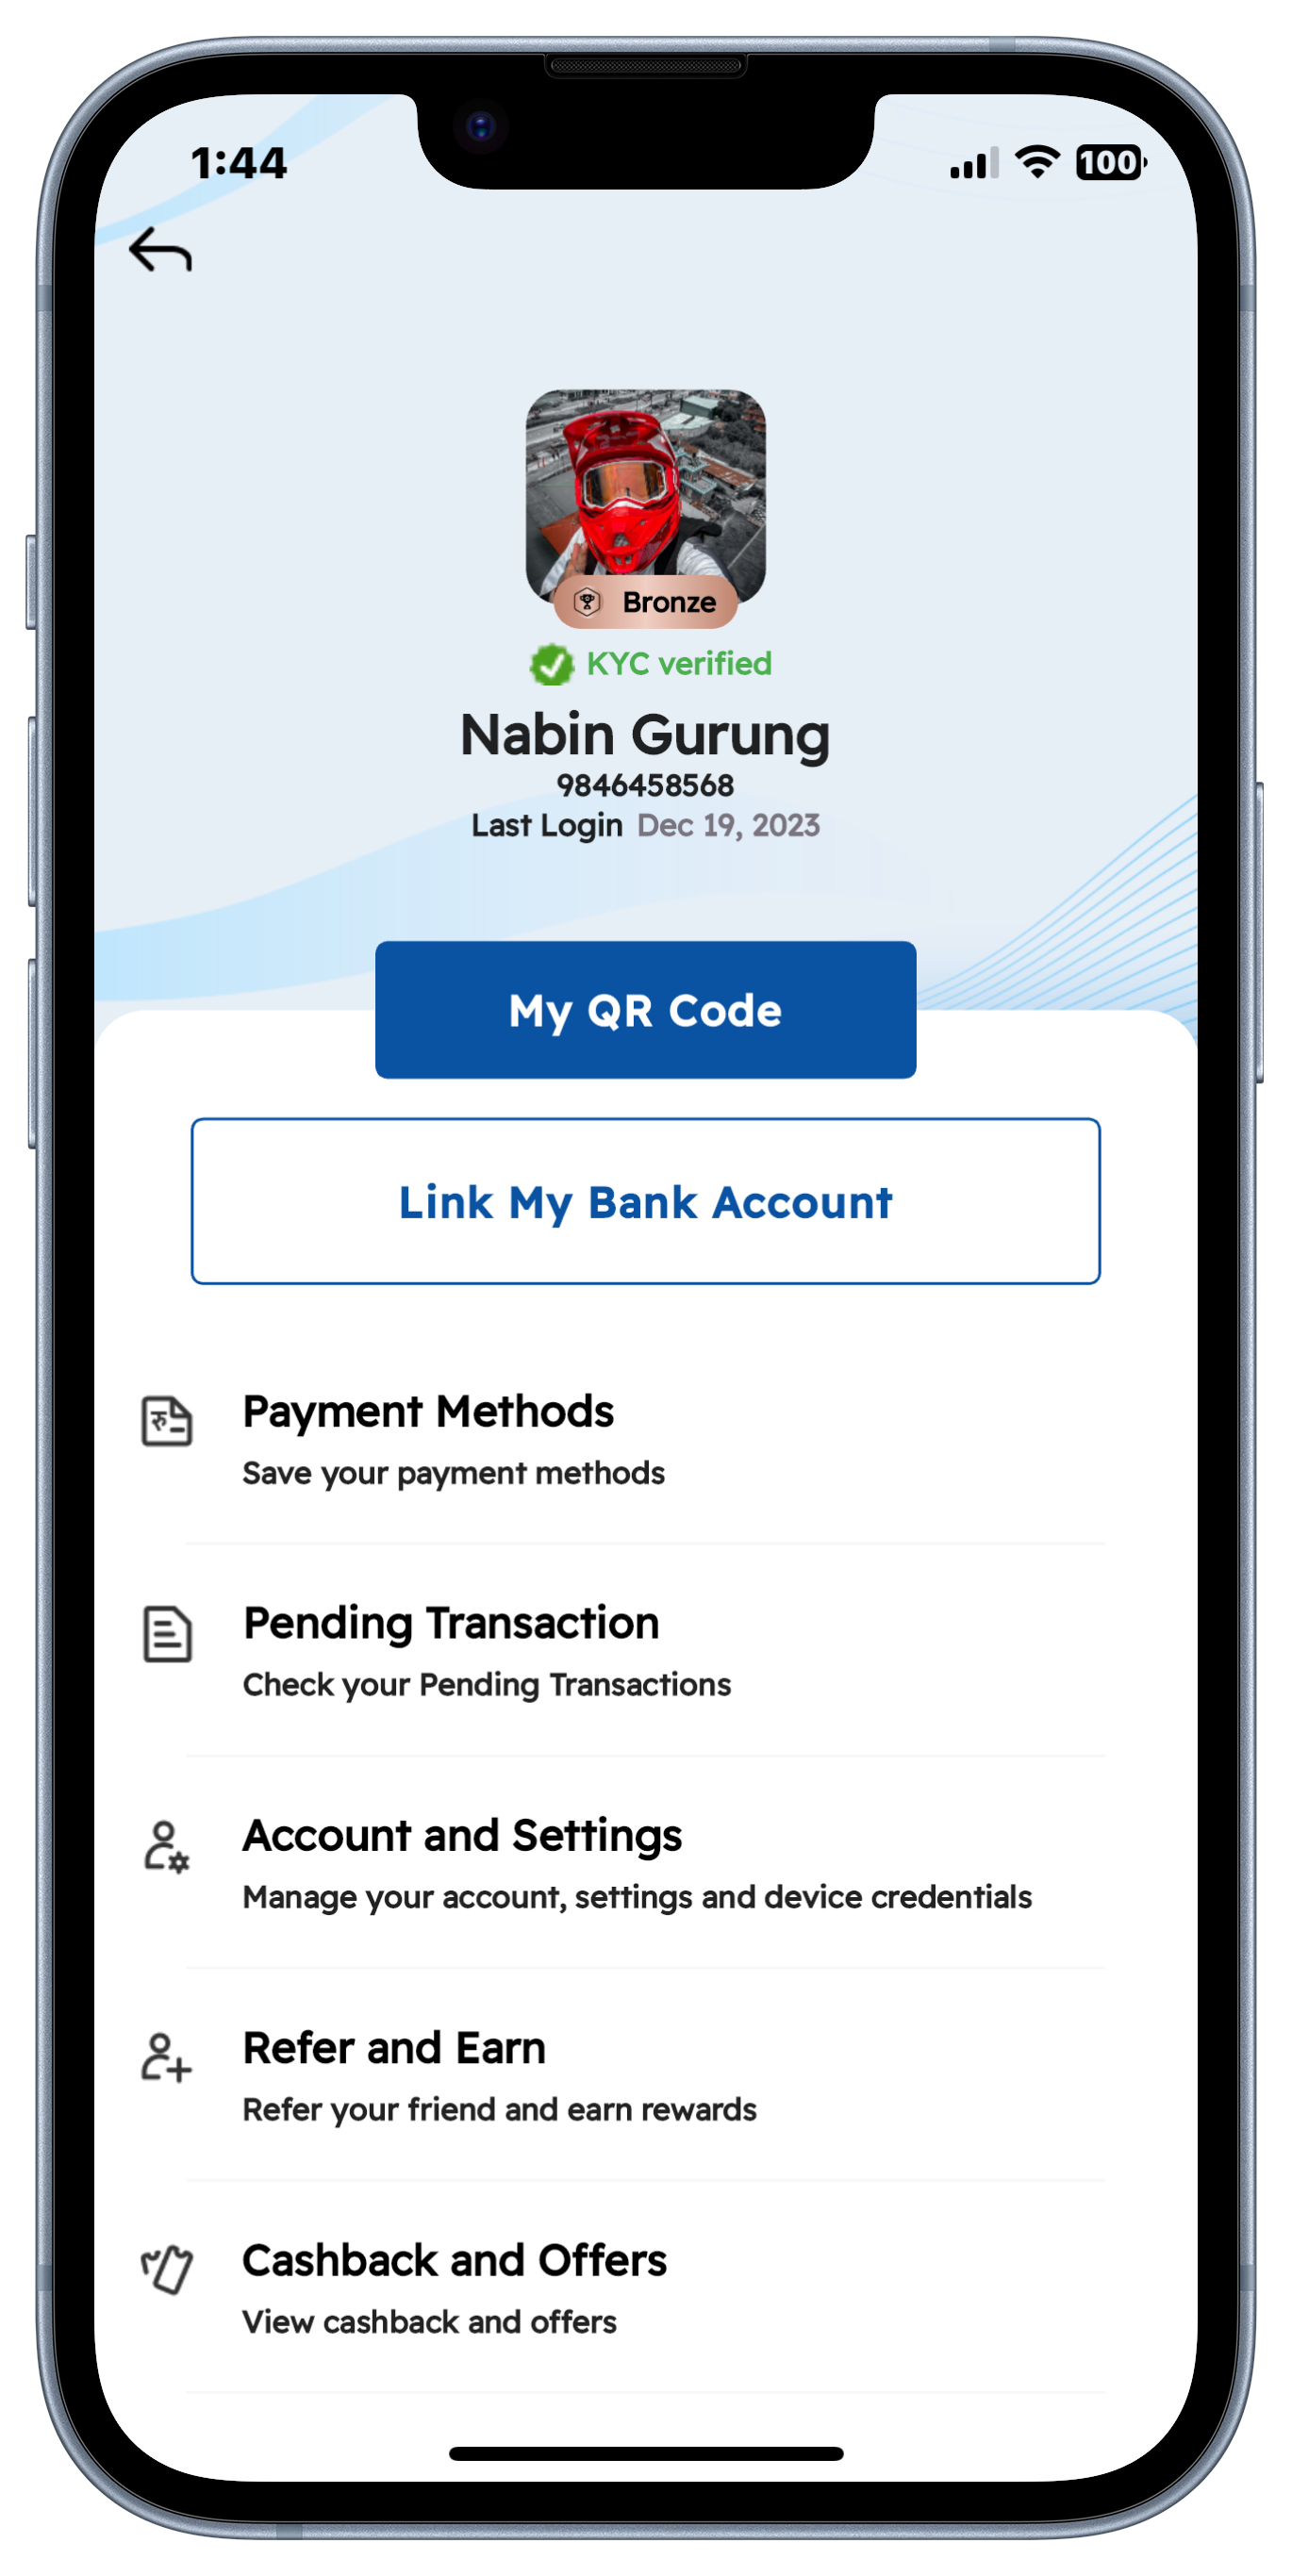 1:44
100
Bronze
KYC verified
Nabin Gurung
9846458568
Last Login Dec 19, 2023
My QR Code
Link My Bank Account
रु
Payment Methods
Save your payment methods
Pending Transaction
Check your Pending Transactions
Account and Settings
Manage your account, settings and device credentials
Refer and Earn
Refer your friend and earn rewards
Cashback and Offers
View cashback and offers